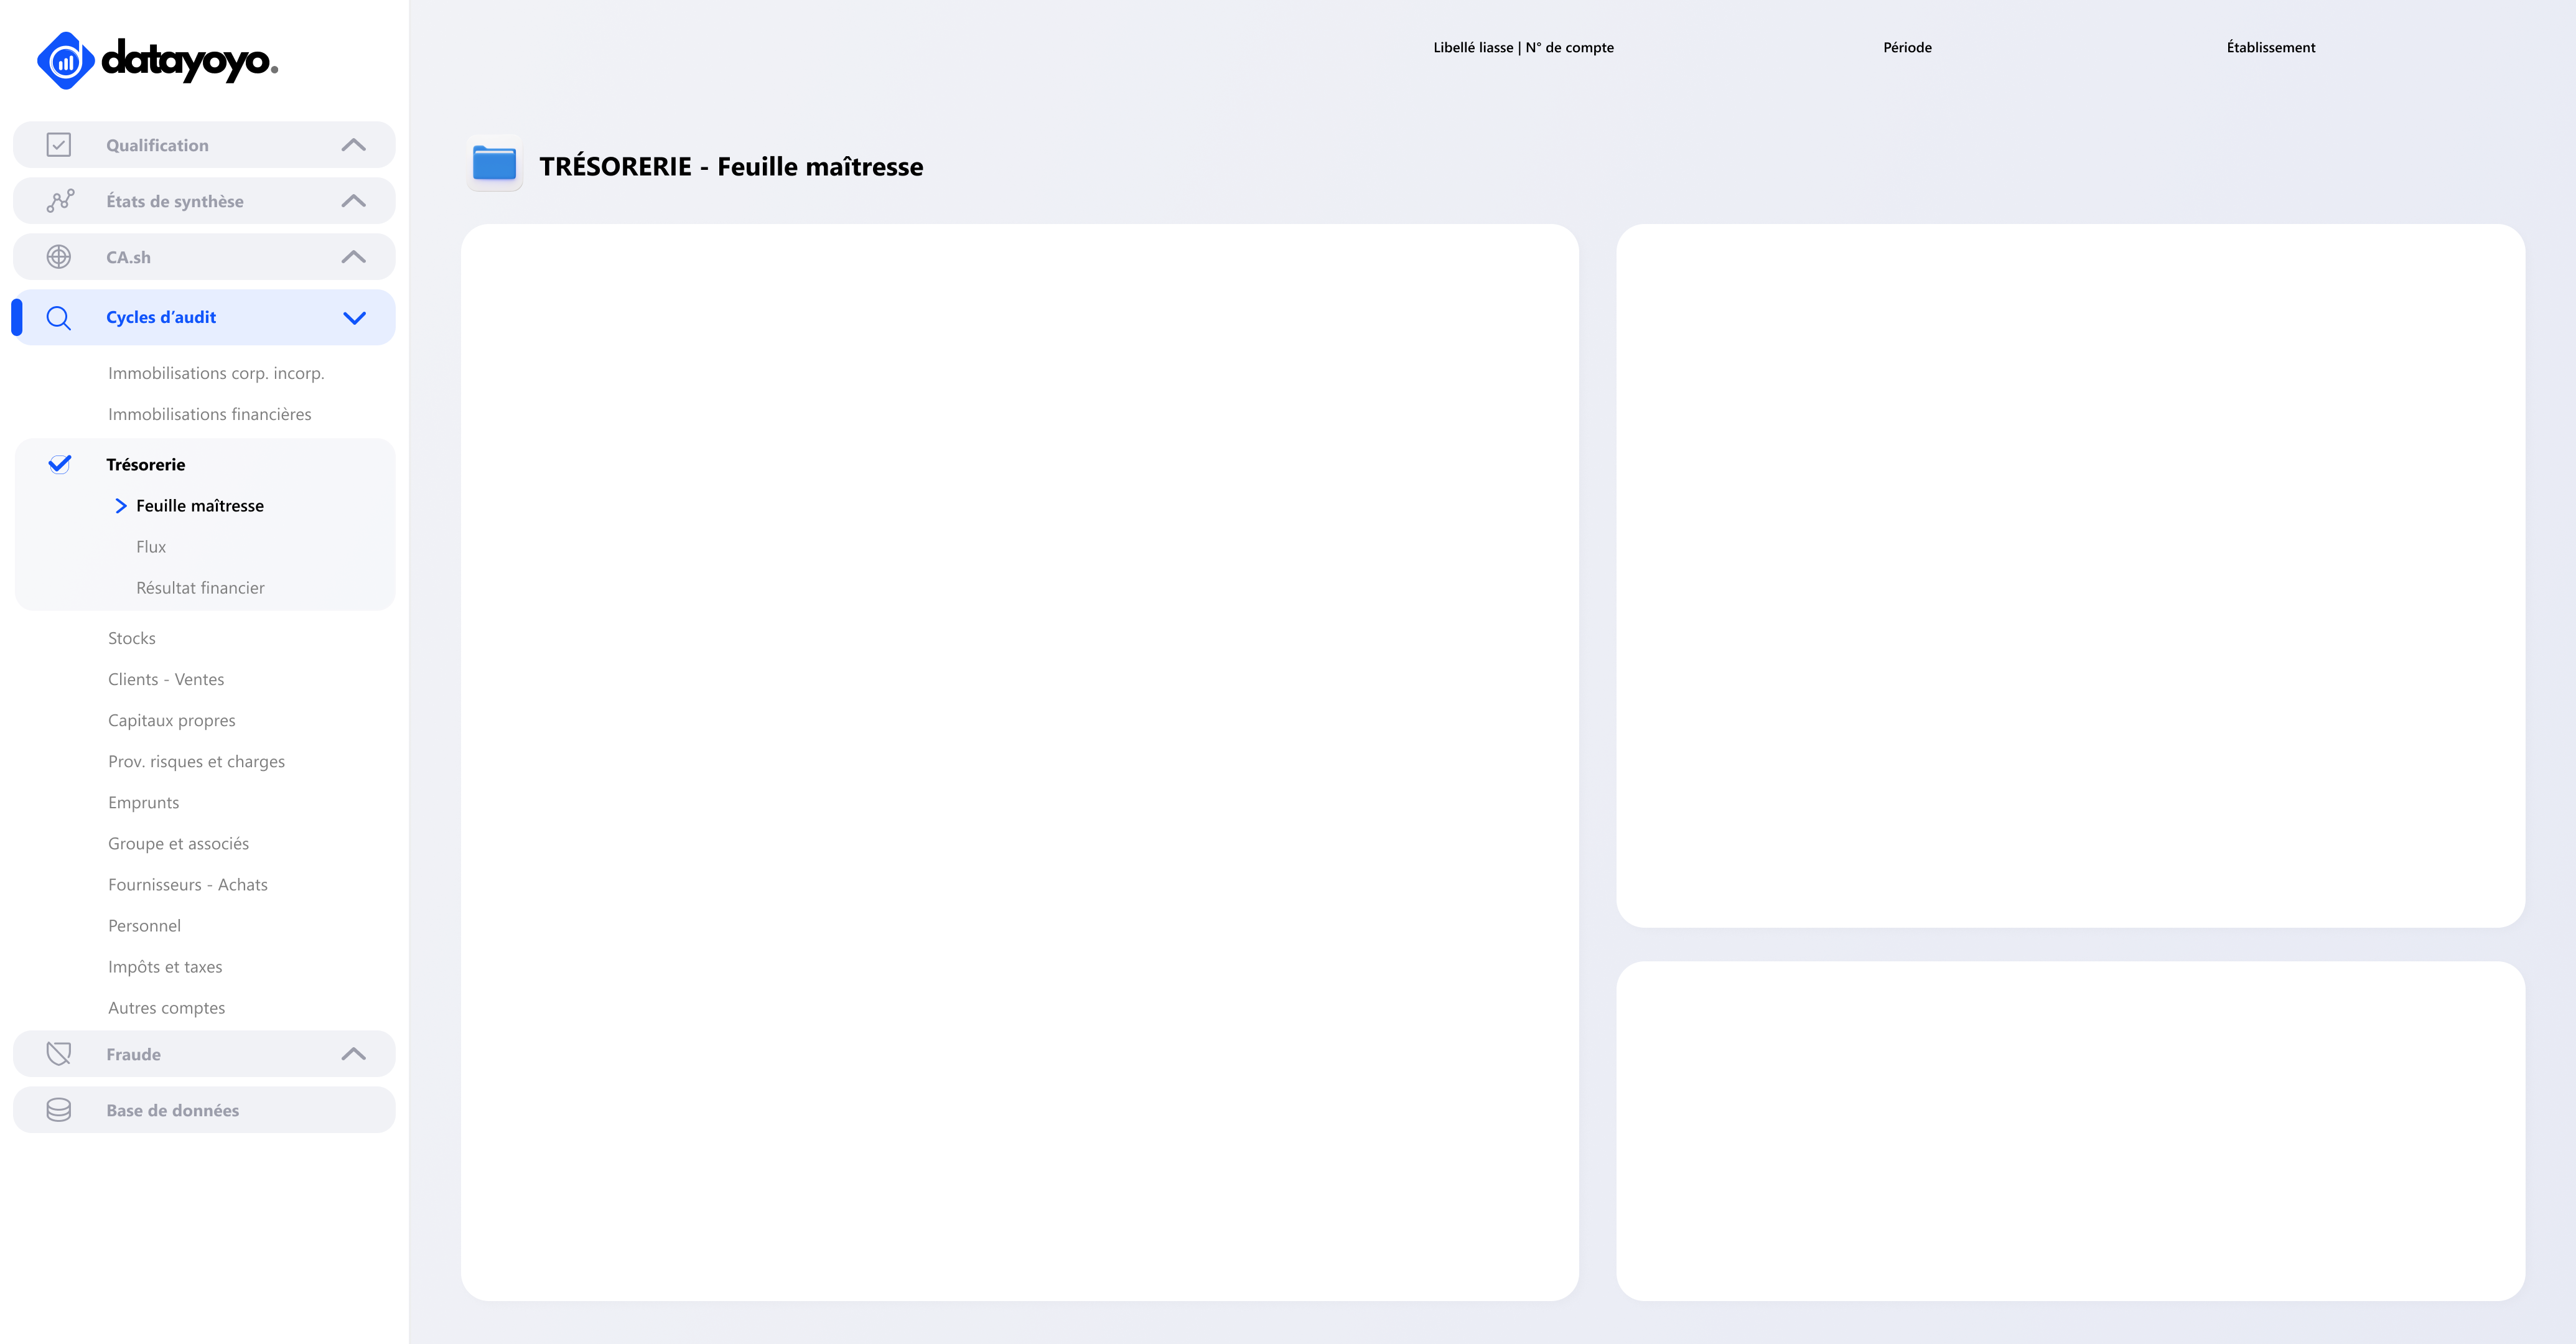 datayoyo.
Libellé liasse | N° de compte
Période
Établissement
Qualification
États de synthèse
CA.sh
Cycles d’audit
Immobilisations corp. incorp.
Immobilisations financières
Trésorerie
Feuille maîtresse
Flux
Résultat financier
Stocks
Clients - Ventes
Capitaux propres
Prov. risques et charges
Emprunts
Groupe et associés
Fournisseurs - Achats
Personnel
Impôts et taxes
Autres comptes
Fraude
Base de données
TRÉSORERIE - Feuille maîtresse